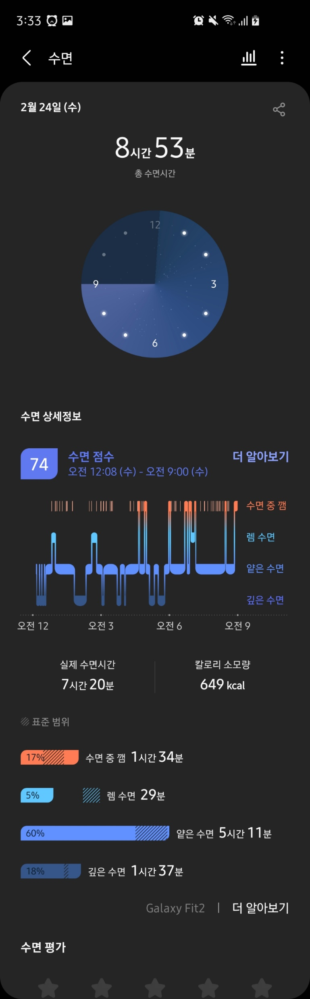 3:33
수면
2월 24일 (수)
8시간 53분
총 수면시간
12
9
3
6
수면 상세정보
74
수면 점수
더 알아보기
오전 12:08 (수) - 오전 9:00 (수)
수면 중 깸
렘 수면
얕은 수면
깊은 수면
오전 12 오전 3 오전 6 오전 9
실제 수면시간 칼로리 소모량
7시간 20분 649 kcal
표준 범위
17% 수면 중 깸 1시간 34분
5% 렘 수면 29분
60% 얕은 수면 5시간 11분
18% 깊은 수면 1시간 37분
Galaxy Fit2 | 더 알아보기
수면 평가